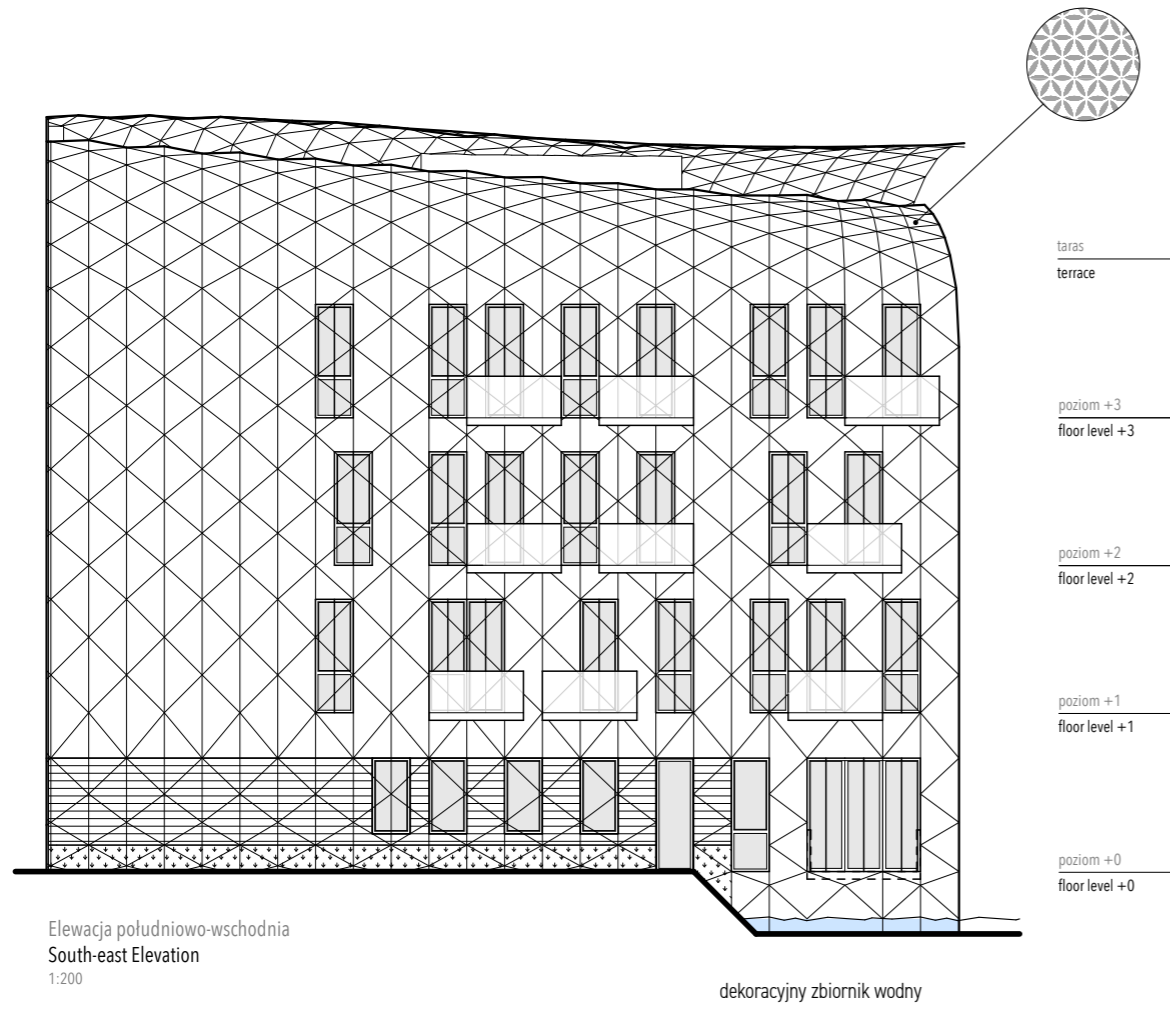 taras
terrace
poziom +3
floor level +3
poziom +2
floor level +2
poziom +1
floor level +1
poziom +0
floor level +0
Elewacja południowo-wschodnia
South-east Elevation
1:200
dekoracyjny zbiornik wodny